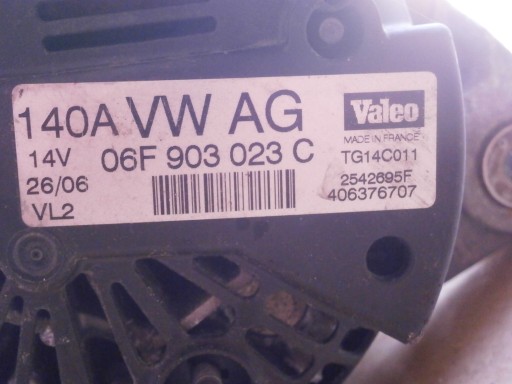 140A VW AG
Valeo
MADE IN FRANCE
14V 06F 903 023 C
TG14C011
26/06
2542695F
VL2
406376707